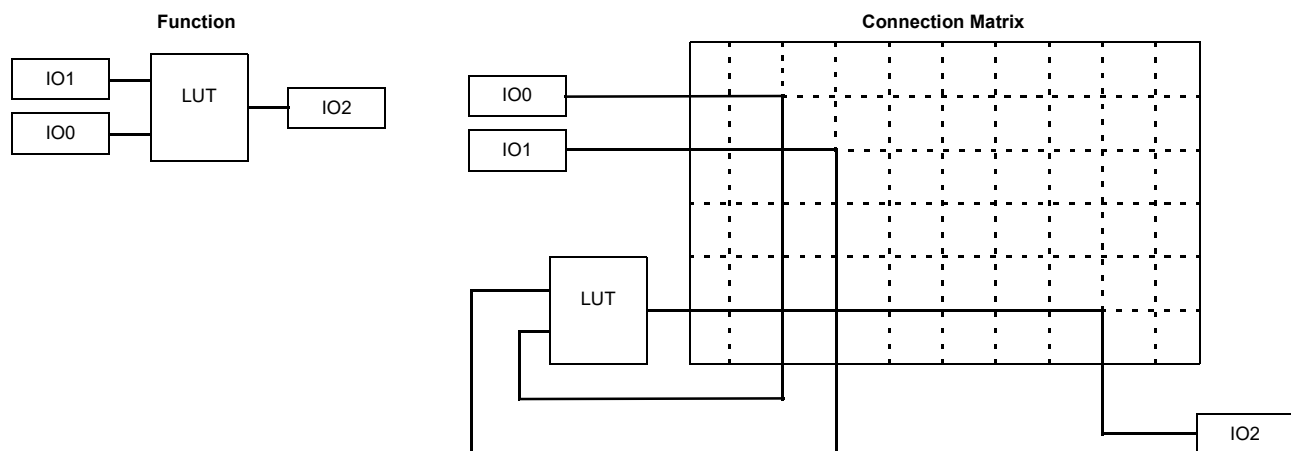 Function
IO1
LUT
IO0
IO2
Connection Matrix
IO0
IO1
LUT
IO2